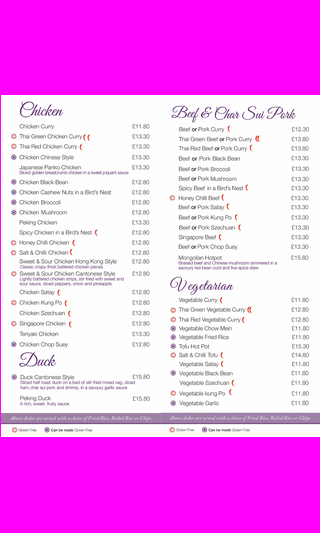 Chicken
Chicken Curry £11.80
Thai Green Chicken Curry £13.30
Thai Red Chicken Curry £13.30
Chicken Chinese Style £13.30
Japanese Panko Chicken £13.30
Sliced golden breadcrumb chicken in a sweet piquant sauce
Chicken Black Bean £12.80
Chicken Cashew Nuts in a Bird's Nest £12.80
Chicken Broccoli £12.80
Chicken Mushroom £12.80
Peking Chicken £13.30
Spicy Chicken in a Bird's Nest £12.80
Honey Chilli Chicken £12.80
Salt & Chilli Chicken £12.80
Sweet & Sour Chicken Hong Kong Style £12.80
Classic crispy thick battered chicken pieces
Sweet & Sour Chicken Cantonese Style £12.80
Lightly battered chicken strips, stir fried with sweet and
sour sauce, diced peppers, onion and pineapple
Chicken Satay £12.80
Chicken Kung Po £12.80
Chicken Szechuan £12.80
Singapore Chicken £12.80
Teriyaki Chicken £13.30
Chicken Chop Suey £12.80
Duck
Duck Cantonese Style £15.80
Sliced half roast duck on a bed of stir fried mixed veg, diced
ham,char sui pork and shrimp, in a savoury garlic sauce
Peking Duck £15.80
A rich, sweet, fruity sauce
Above dishes are served with a choice of Fried Rice, Boiled Rice or Chips.
Gluten Free Can be made Gluten Free
Beef & Char Sui Pork
Beef or Pork Curry £12.30
Thai Green Beef or Pork Curry £13.80
Thai Red Beef or Pork Curry £13.30
Beef or Pork Black Bean £13.30
Beef or Pork Broccoli £13.30
Beef or Pork Mushroom £13.30
Spicy Beef in a Bird's Nest £13.30
Honey Chilli Beef £13.30
Beef or Pork Satay £13.30
Beef or Pork Kung Po £13.30
Beef or Pork Szechuan £13.30
Singapore Beef £13.30
Beef or Pork Chop Suey £13.30
Mongolian Hotpot £15.80
Braised beef and Chinese mushroom simmered in a
savoury red bean curd and five spice stew
Vegetarian
Vegetable Curry £11.80
Thai Green Vegetable Curry £12.80
Thai Red Vegetable Curry £12.80
Vegetable Chow Mein £11.80
Vegetable Fried Rice £11.80
Tofu Hot Pot £15.30
Salt & Chilli Tofu £14.80
Vegetable Satay £11.80
Vegetable Black Bean £11.80
Vegetable Szechuan £11.80
Vegetable kung Po £11.80
Vegetable Garlic £11.80
Above dishes are served with a choice of Fried Rice, Boiled Rice or Chips.
Gluten Free Can be made Gluten Free